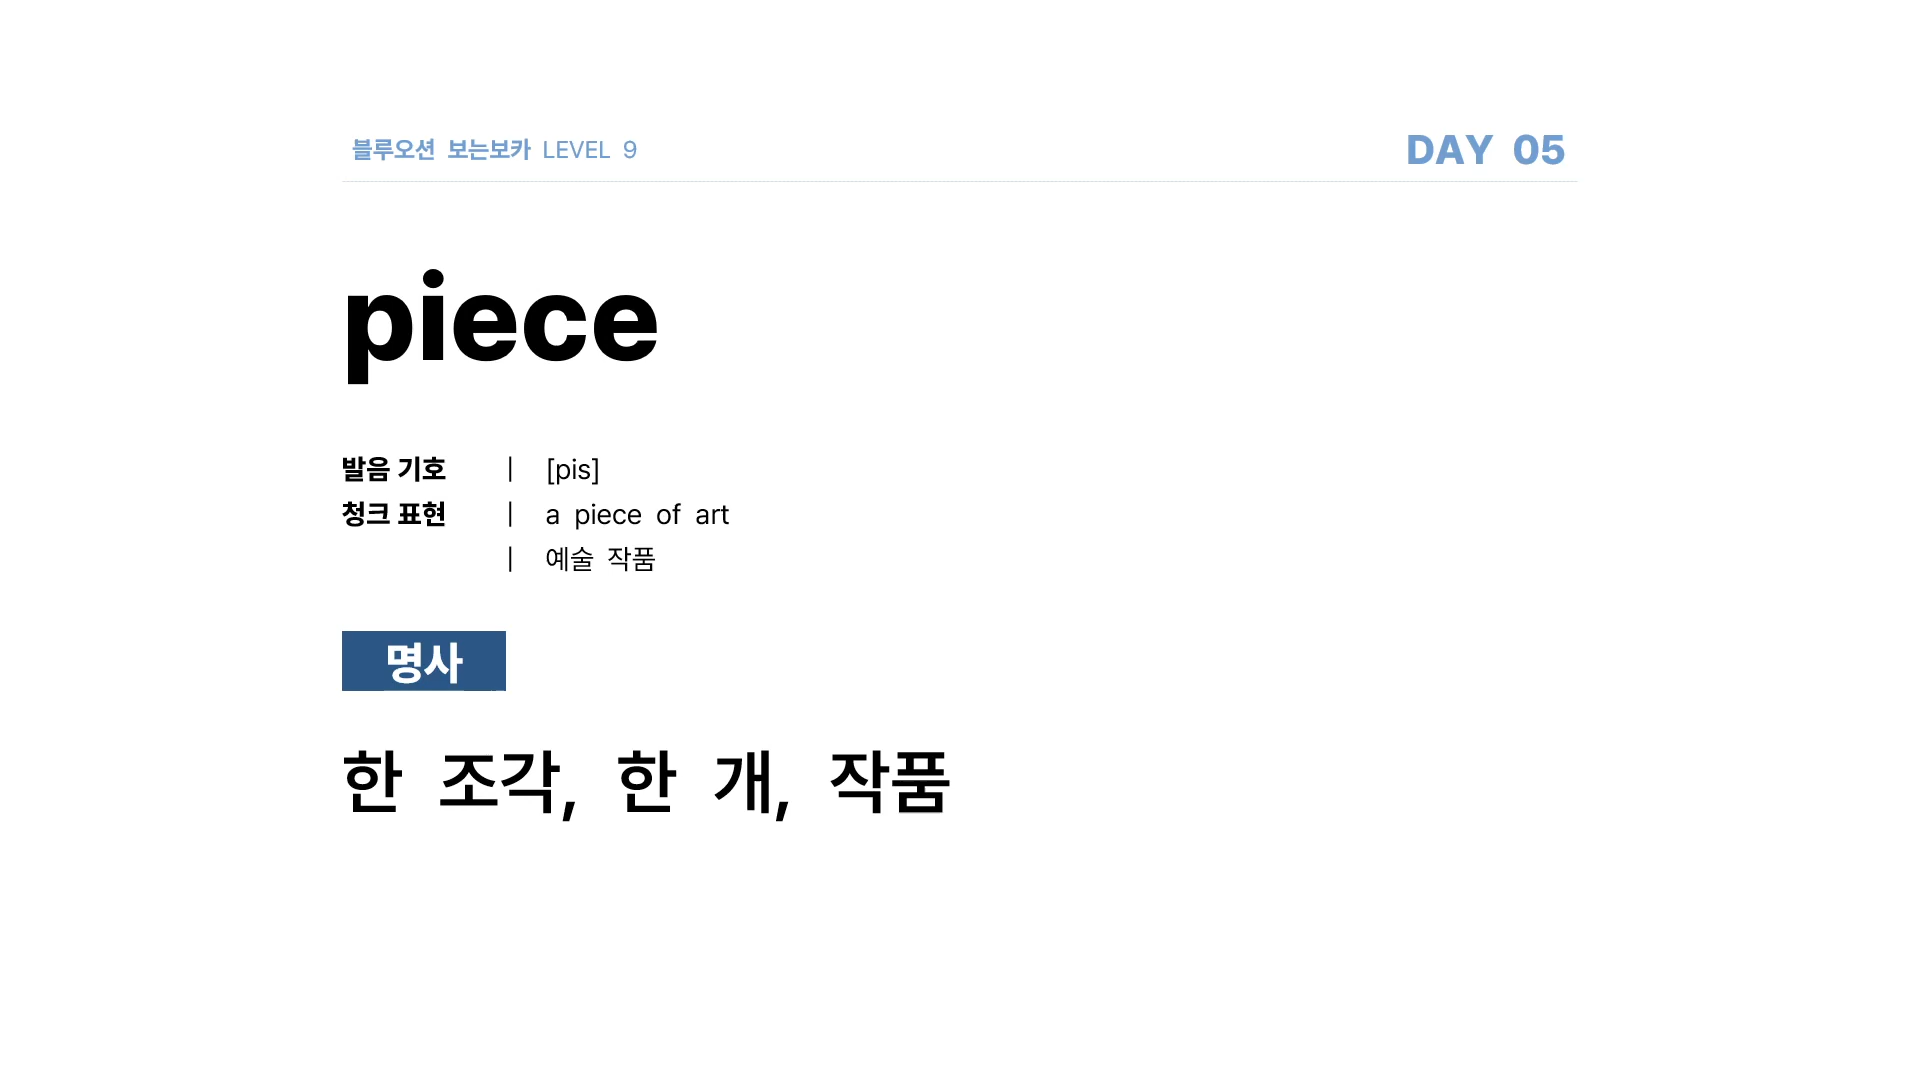 블루오션 보는보카 LEVEL 9
DAY 05
piece
발음 기호 | [pis]
청크 표현 | a piece of art
| 예술 작품
명사
한 조각, 한 개, 작품